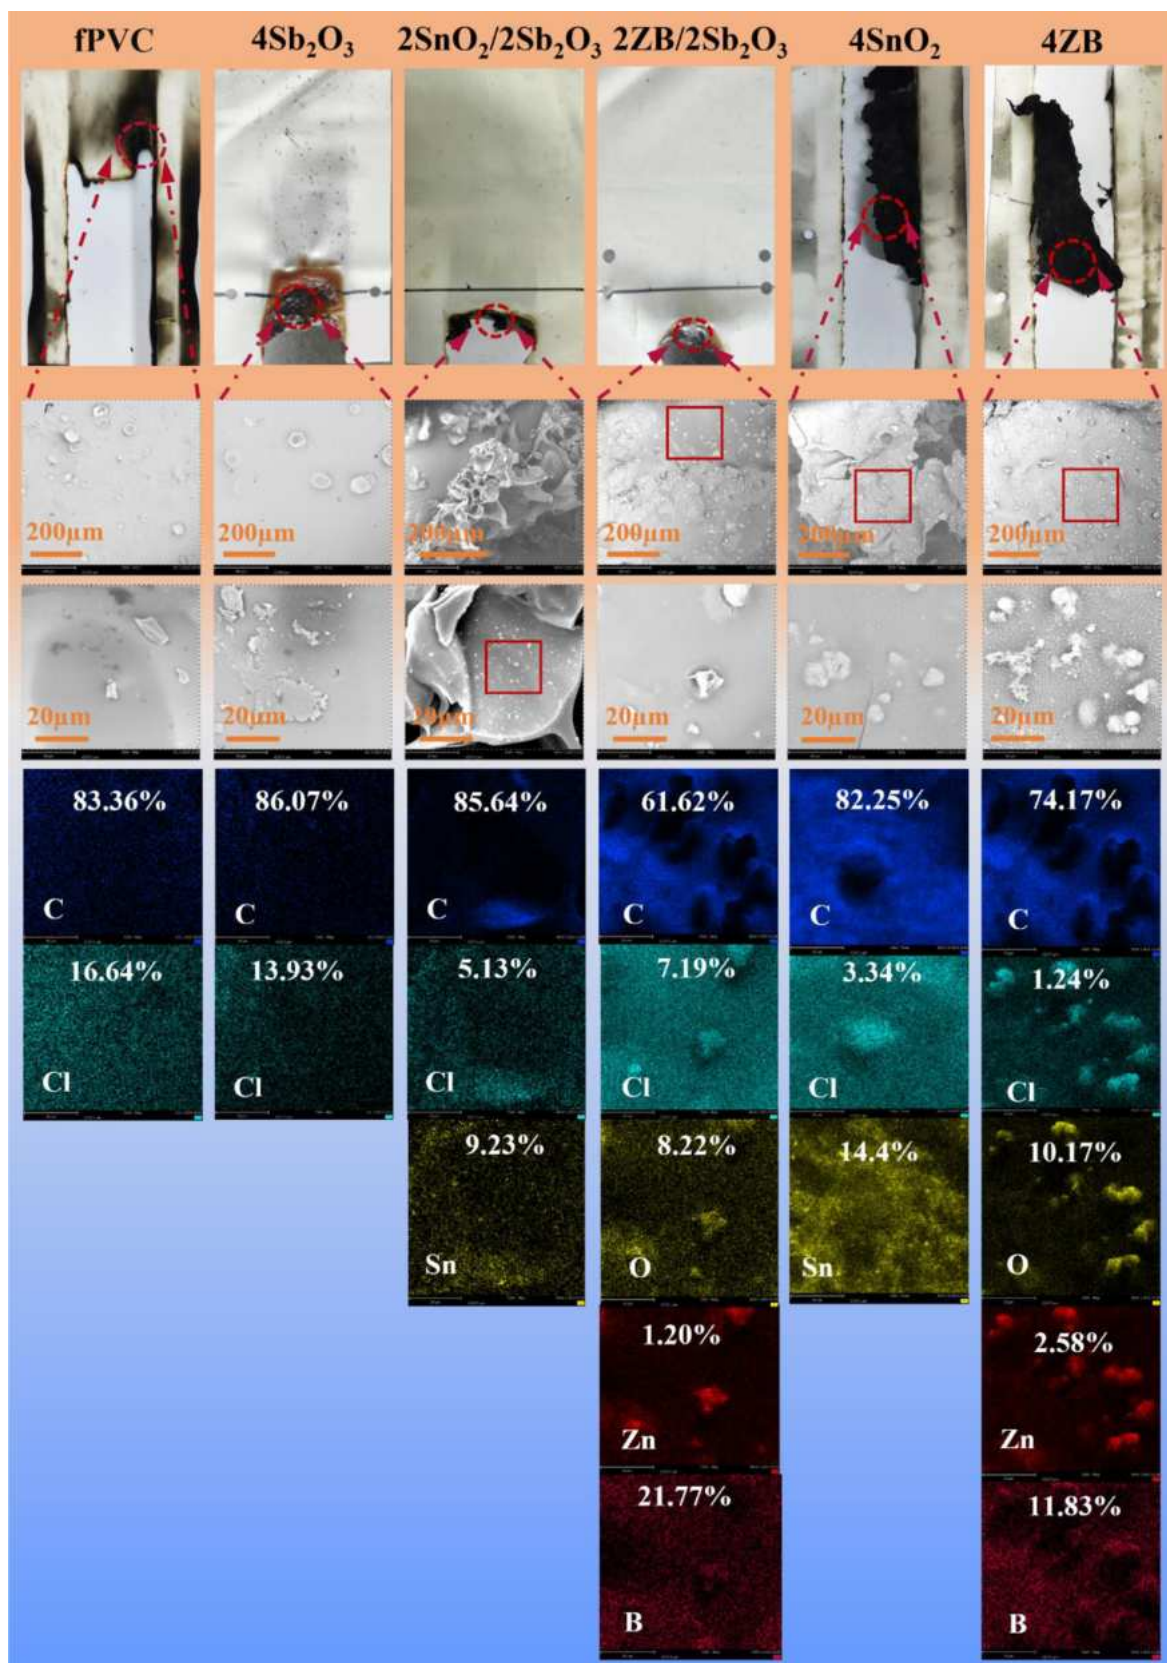 fPVC 4Sb₂O₃ 2SnO₂/2Sb₂O₃ 2ZB/2Sb₂O₃ 4SnO₂ 4ZB
200μm 200μm 200μm 200μm 200μm 200μm
20μm 20μm 20μm 20μm 20μm 20μm
83.36% 86.07% 85.64% 61.62% 82.25% 74.17%
C C C C C C
16.64% 13.93% 5.13% 7.19% 3.34% 1.24%
Cl Cl Cl Cl Cl Cl
9.23% 8.22% 14.4% 10.17%
Sn O Sn O
1.20% 2.58%
Zn Zn
21.77% 11.83%
B B